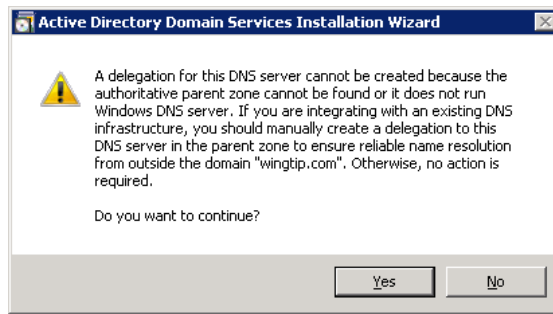 Active Directory Domain Services Installation Wizard
A delegation for this DNS server cannot be created because the
authoritative parent zone cannot be found or it does not run
Windows DNS server. If you are integrating with an existing DNS
infrastructure, you should manually create a delegation to this
DNS server in the parent zone to ensure reliable name resolution
from outside the domain "wingtip.com". Otherwise, no action is
required.
Do you want to continue?
Yes No